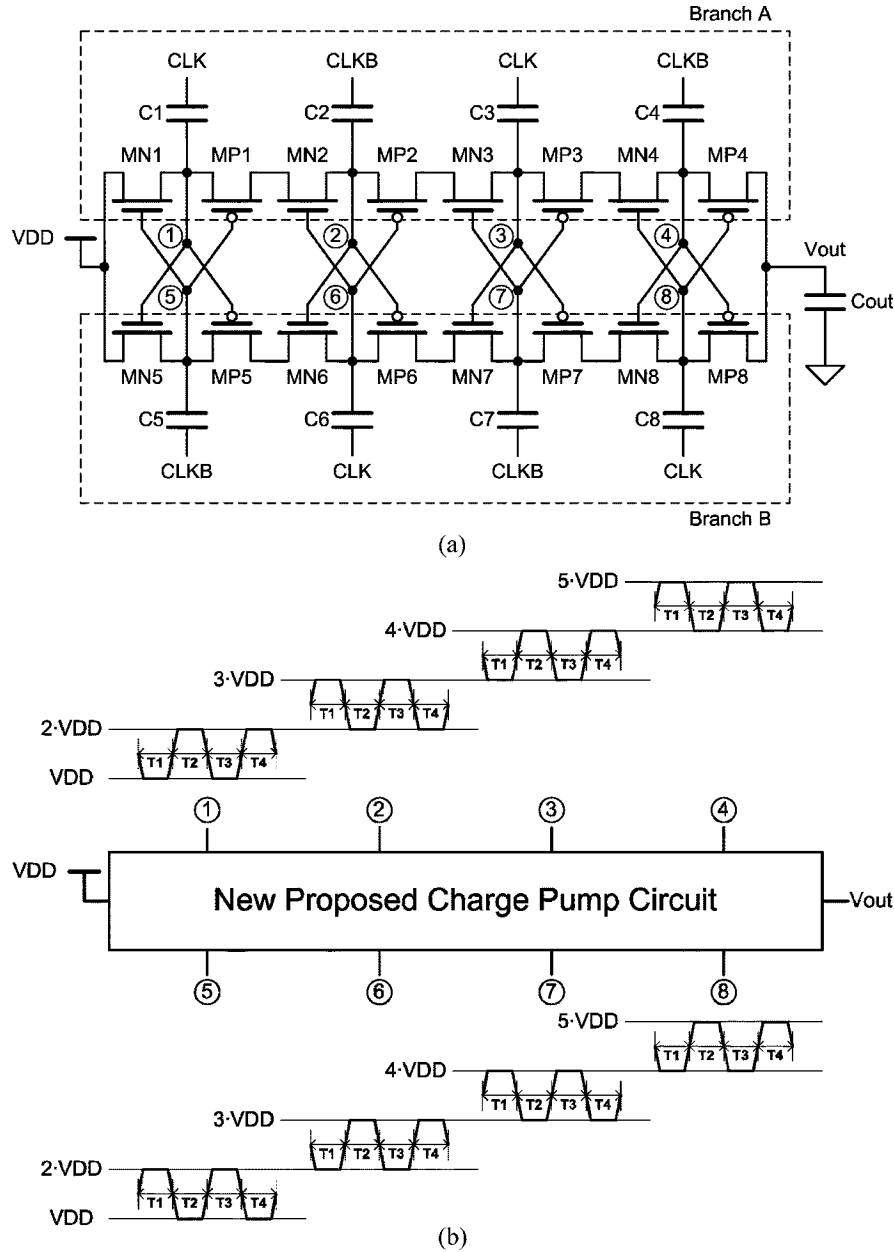 Branch A
CLK CLKB CLK CLKB
C1 C2 C3 C4
MN1 MP1 MN2 MP2 MN3 MP3 MN4 MP4
VDD ① ② ③ ④ Vout
⑤ ⑥ ⑦ ⑧ Cout
MN5 MP5 MN6 MP6 MN7 MP7 MN8 MP8
C5 C6 C7 C8
CLKB CLK CLKB CLK
Branch B
(a)
5·VDD
T1 T2 T3 T4
4·VDD
T1 T2 T3 T4
3·VDD
T1 T2 T3 T4
2·VDD
T1 T2 T3 T4
VDD
① ② ③ ④
VDD
New Proposed Charge Pump Circuit
Vout
⑤ ⑥ ⑦ ⑧
5·VDD
T1 T2 T3 T4
4·VDD
T1 T2 T3 T4
3·VDD
T1 T2 T3 T4
2·VDD
T1 T2 T3 T4
VDD
(b)